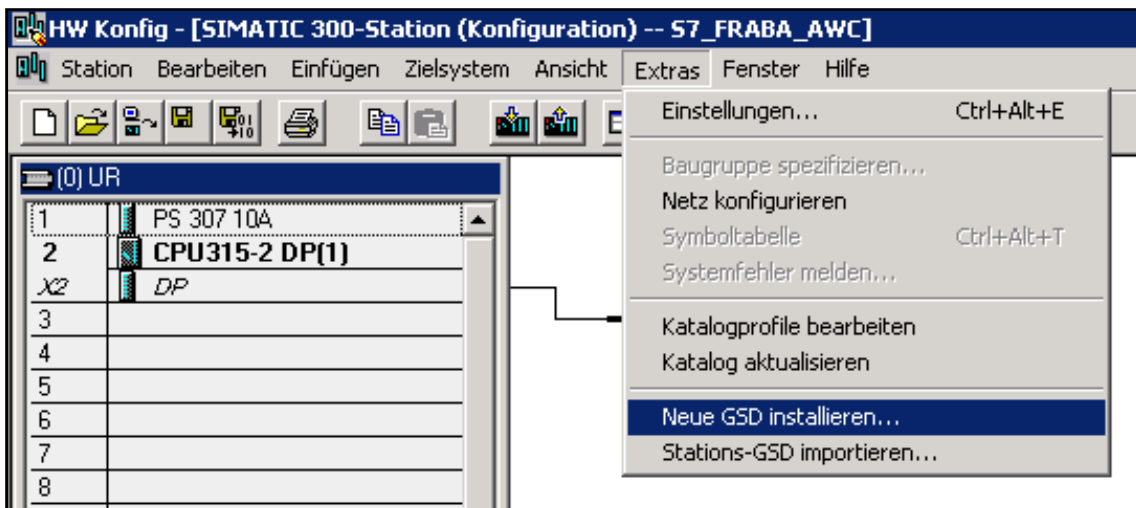 HW Konfig - [SIMATIC 300-Station (Konfiguration) -- S7_FRABA_AWC]
Station Bearbeiten Einfügen Zielsystem Ansicht Extras Fenster Hilfe
(0) UR
1 PS 307 10A
2 CPU315-2 DP(1)
X2 DP
3
4
5
6
7
8
Einstellungen... Ctrl+Alt+E
Baugruppe spezifizieren...
Netz konfigurieren
Symboltabelle Ctrl+Alt+T
Systemfehler melden...
Katalogprofile bearbeiten
Katalog aktualisieren
Neue GSD installieren...
Stations-GSD importieren...